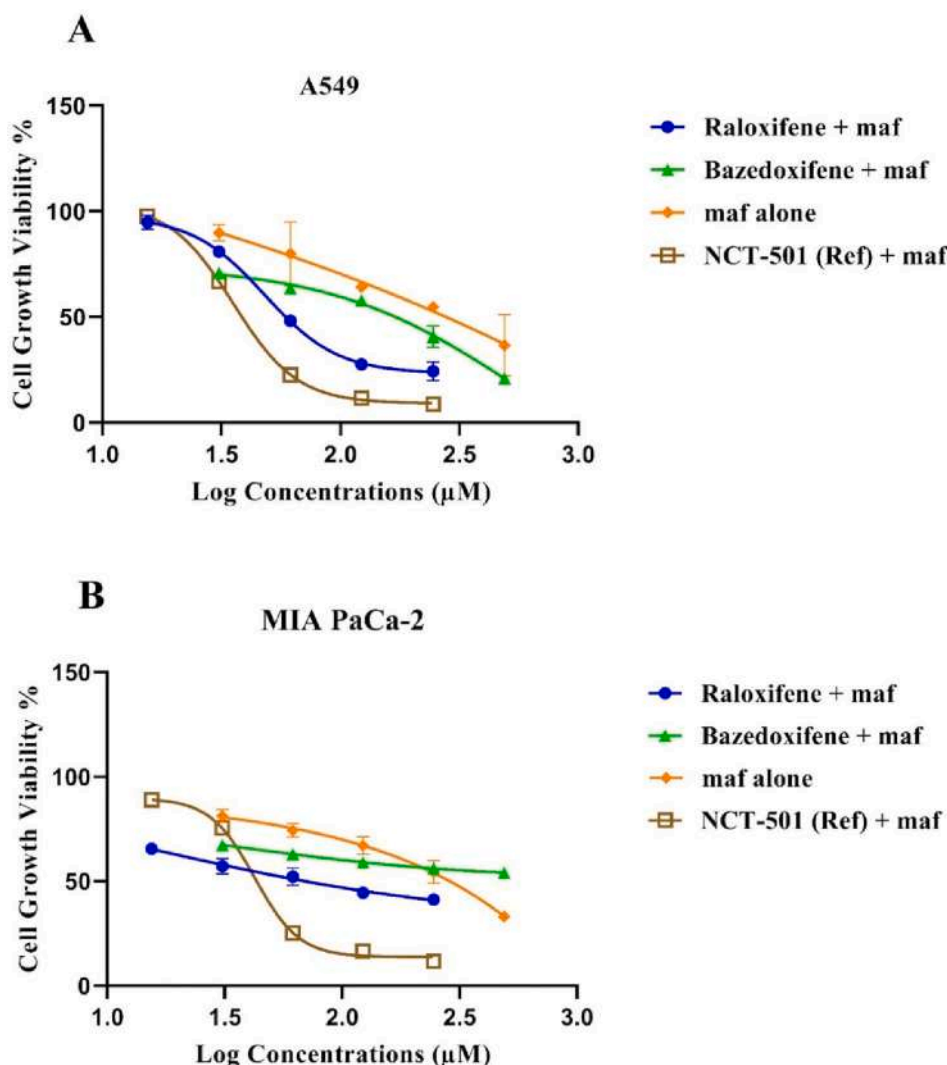 A
A549
Cell Growth Viability %
150
100
50
0
1.0 1.5 2.0 2.5 3.0
Log Concentrations (µM)
Raloxifene + maf
Bazedoxifene + maf
maf alone
NCT-501 (Ref) + maf
B
MIA PaCa-2
Cell Growth Viability %
150
100
50
0
1.0 1.5 2.0 2.5 3.0
Log Concentrations (µM)
Raloxifene + maf
Bazedoxifene + maf
maf alone
NCT-501 (Ref) + maf